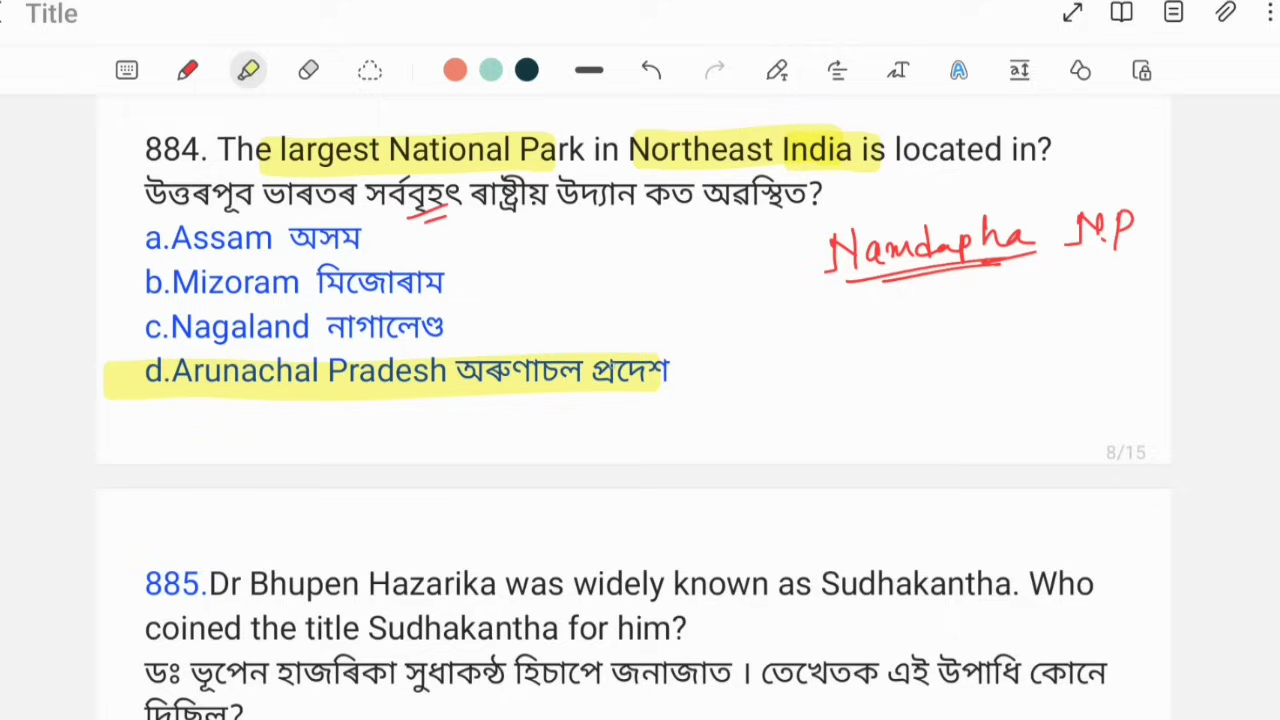 Title
884. The largest National Park in Northeast India is located in?
উত্তৰপূব ভাৰতৰ সৰ্ববৃহৎ ৰাষ্ট্ৰীয় উদ্যান কত অৱস্থিত?
a.Assam অসম
Namdapha N.P
b.Mizoram মিজোৰাম
c.Nagaland নাগালেণ্ড
d.Arunachal Pradesh অৰুণাচল প্ৰদেশ
8/15
885.Dr Bhupen Hazarika was widely known as Sudhakantha. Who
coined the title Sudhakantha for him?
ডঃ ভূপেন হাজৰিকা সুধাকন্ঠ হিচাপে জনাজাত । তেখেতক এই উপাধি কোনে
দিছিল?